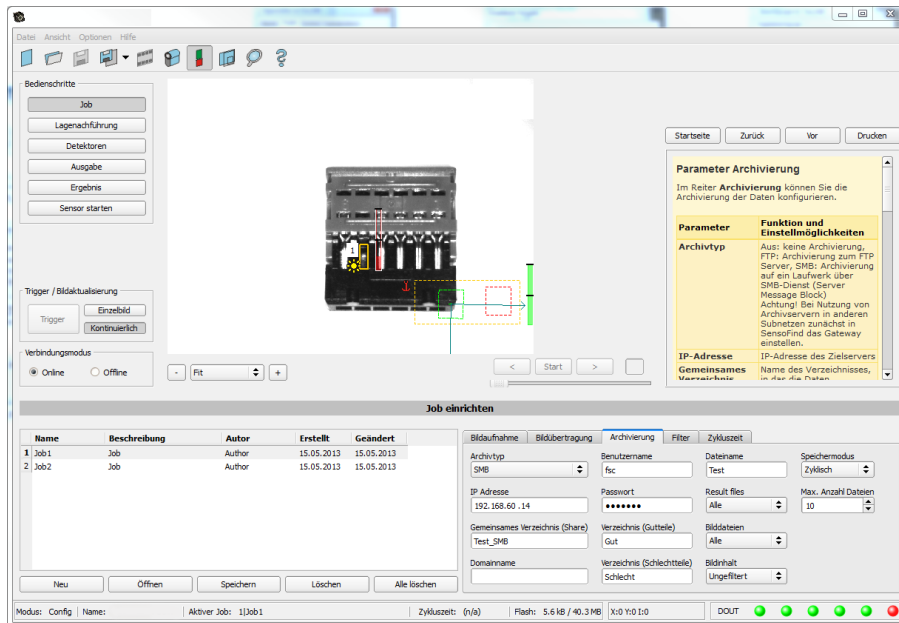 Datei Ansicht Optionen Hilfe
Bedienschritte
Job
Lagenachführung
Detektoren
Ausgabe
Ergebnis
Sensor starten
Trigger / Bildaktualisierung
Trigger
Einzelbild
Kontinuierlich
Verbindungsmodus
Online
Offline
1
-
Fit
+
<
Start
>
Startseite
Zurück
Vor
Drucken
Parameter Archivierung
Im Reiter Archivierung können Sie die
Archivierung der Daten konfigurieren.
Parameter
Funktion und
Einstellmöglichkeiten
Archivtyp
Aus: keine Archivierung,
FTP: Archivierung zum FTP
Server, SMB: Archivierung
auf ein Laufwerk über
SMB-Dienst (Server
Message Block)
Achtung! Bei Nutzung von
Archivservern in anderen
Subnetzen zunächst in
SensoFind das Gateway
einstellen.
IP-Adresse
IP-Adresse des Zielservers
Gemeinsames
Verzeichnis
Name des Verzeichnisses,
in das die Daten
Job einrichten
Name Beschreibung Autor Erstellt Geändert
1 Job1 Job Author 15.05.2013 15.05.2013
2 Job2 Job Author 15.05.2013 15.05.2013
Neu
Öffnen
Speichern
Löschen
Alle löschen
Bildaufnahme
Bildübertragung
Archivierung
Filter
Zykluszeit
Archivtyp
SMB
Benutzername
fsc
Dateiname
Test
Speichermodus
Zyklisch
IP Adresse
192.168.60 .14
Passwort
•••••••
Result files
Alle
Max. Anzahl Dateien
10
Gemeinsames Verzeichnis (Share)
Test_SMB
Verzeichnis (Gutteile)
Gut
Bilddateien
Alle
Domainname
Verzeichnis (Schlechtteile)
Schlecht
Bildinhalt
Ungefiltert
Modus: Config Name: Aktiver Job: 1|Job1 Zykluszeit: (n/a) Flash: 5.6 kB / 40.3 MB X:0 Y:0 I:0 DOUT